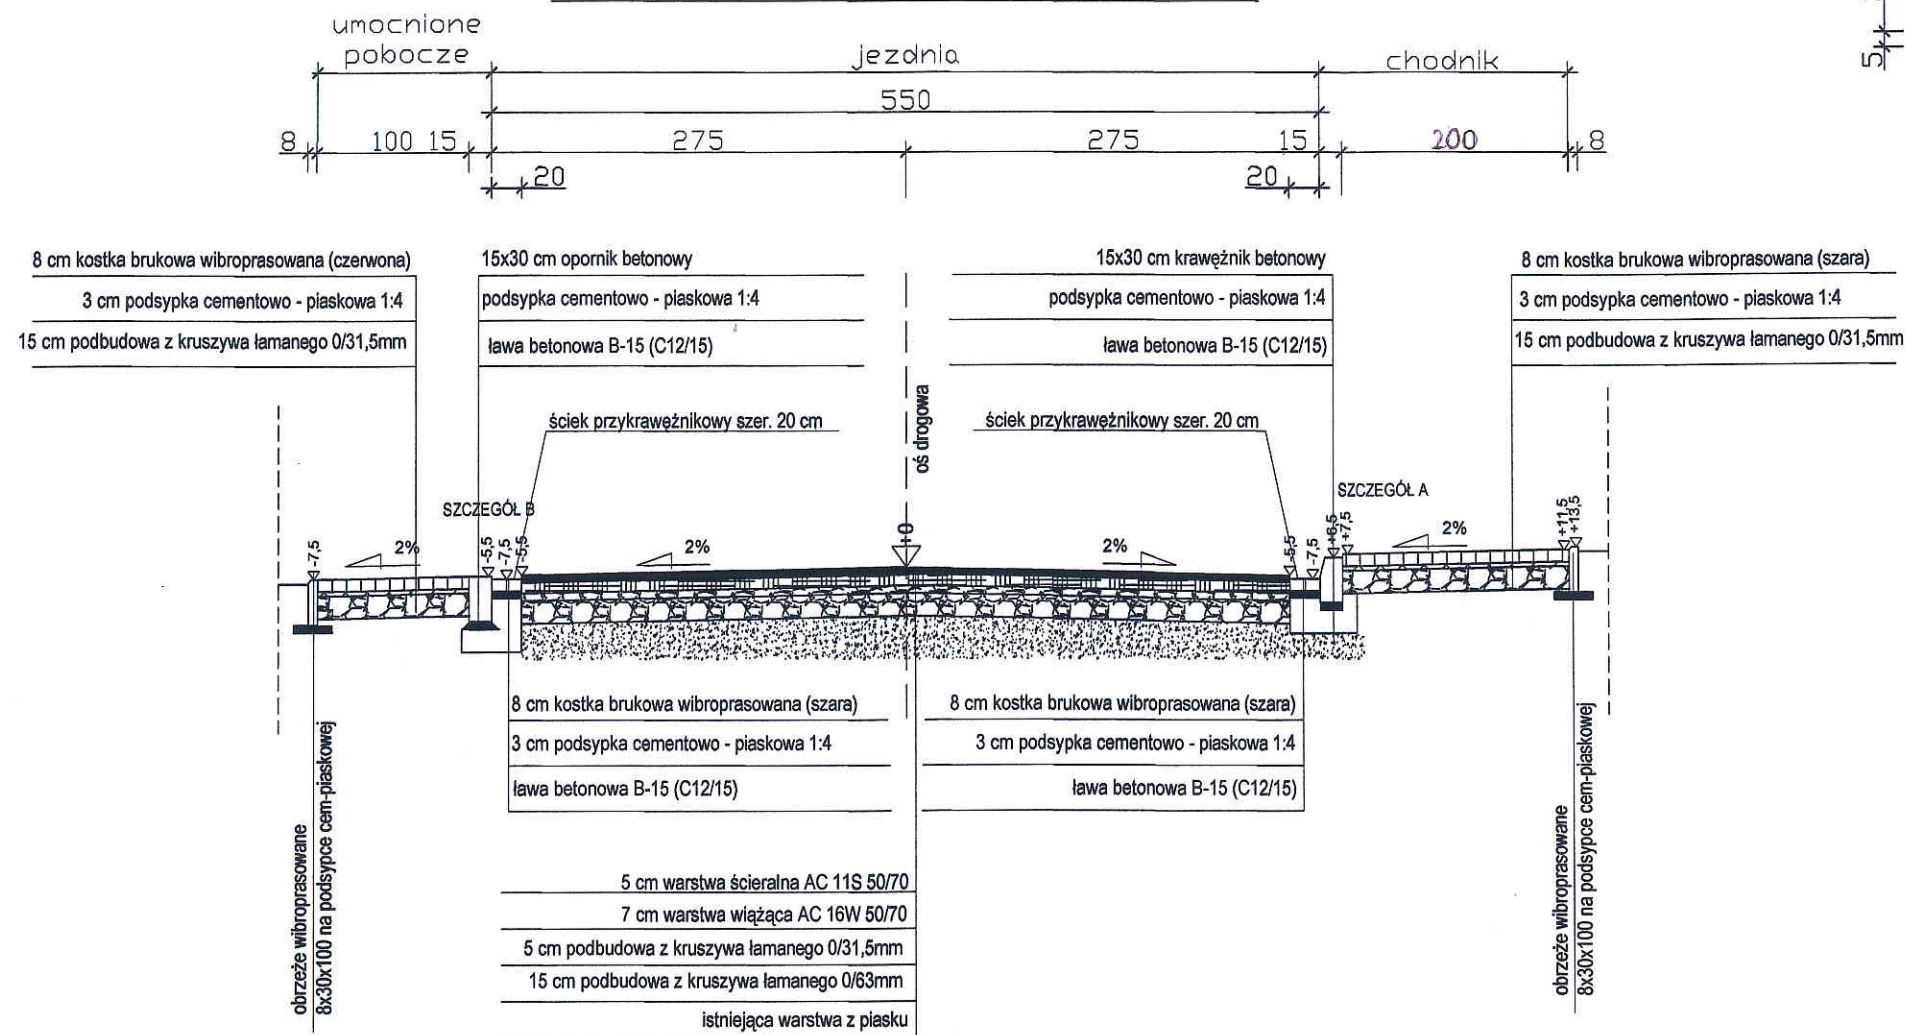 umocnione
pobocze
jezdnia
chodnik
5
550
8 100 15 275 275 15 200 8
20 20
8 cm kostka brukowa wibroprasowana (czerwona)
3 cm podsypka cementowo - piaskowa 1:4
15 cm podbudowa z kruszywa łamanego 0/31,5mm
15x30 cm opornik betonowy
podsypka cementowo - piaskowa 1:4
ława betonowa B-15 (C12/15)
15x30 cm krawężnik betonowy
podsypka cementowo - piaskowa 1:4
ława betonowa B-15 (C12/15)
8 cm kostka brukowa wibroprasowana (szara)
3 cm podsypka cementowo - piaskowa 1:4
15 cm podbudowa z kruszywa łamanego 0/31,5mm
ściek przykrawężnikowy szer. 20 cm
oś drogowa
ściek przykrawężnikowy szer. 20 cm
SZCZEGÓŁ B
SZCZEGÓŁ A
-7,5
2%
-5,5
-7,5
-5,5
2%
+0
2%
-5,5
-7,5
+6,5
+7,5
2%
+11,5
+13,5
8 cm kostka brukowa wibroprasowana (szara)
3 cm podsypka cementowo - piaskowa 1:4
ława betonowa B-15 (C12/15)
8 cm kostka brukowa wibroprasowana (szara)
3 cm podsypka cementowo - piaskowa 1:4
ława betonowa B-15 (C12/15)
obrzeże wibroprasowane
8x30x100 na podsypce cem-piaskowej
5 cm warstwa ścieralna AC 11S 50/70
7 cm warstwa wiążąca AC 16W 50/70
5 cm podbudowa z kruszywa łamanego 0/31,5mm
15 cm podbudowa z kruszywa łamanego 0/63mm
istniejąca warstwa z piasku
obrzeże wibroprasowane
8x30x100 na podsypce cem-piaskowej